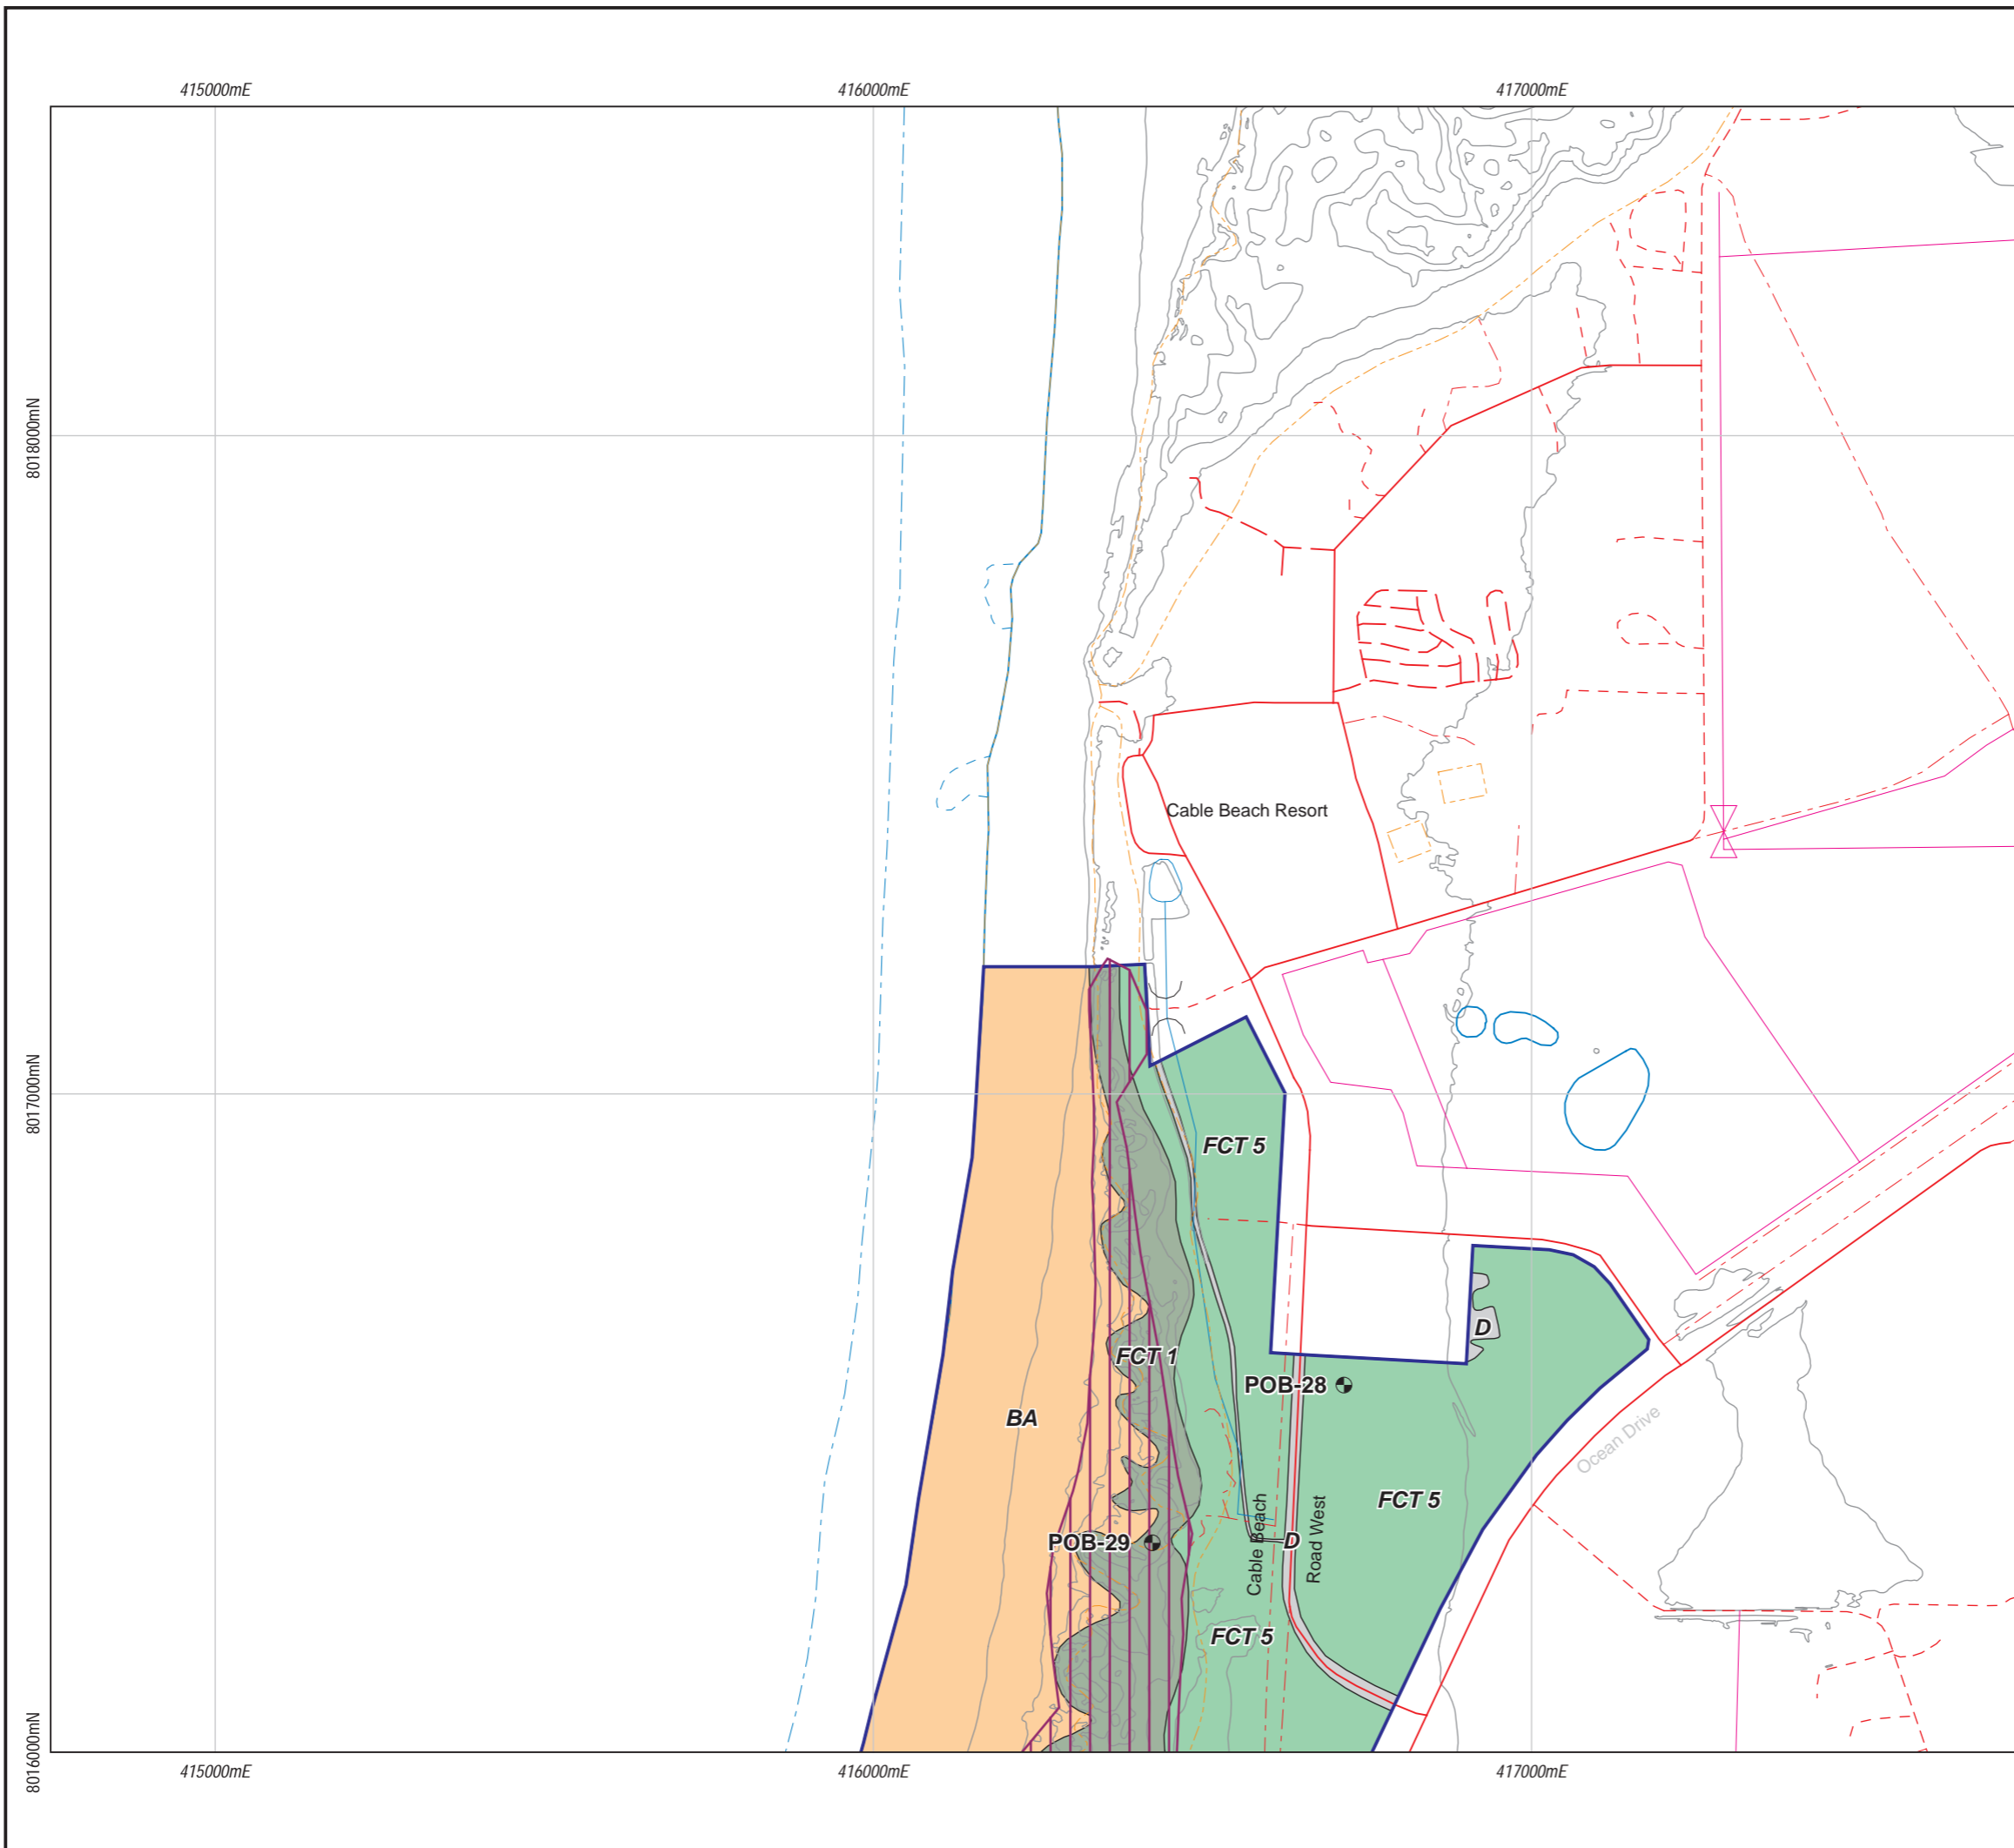 415000mE
416000mE
417000mE
8018000mN
Cable Beach Resort
8017000mN
FCT 5
D
FCT 1
POB-28
BA
Ocean Drive
FCT 5
Cable Beach
Road West
POB-29
D
FCT 5
8016000mN
415000mE
416000mE
417000mE